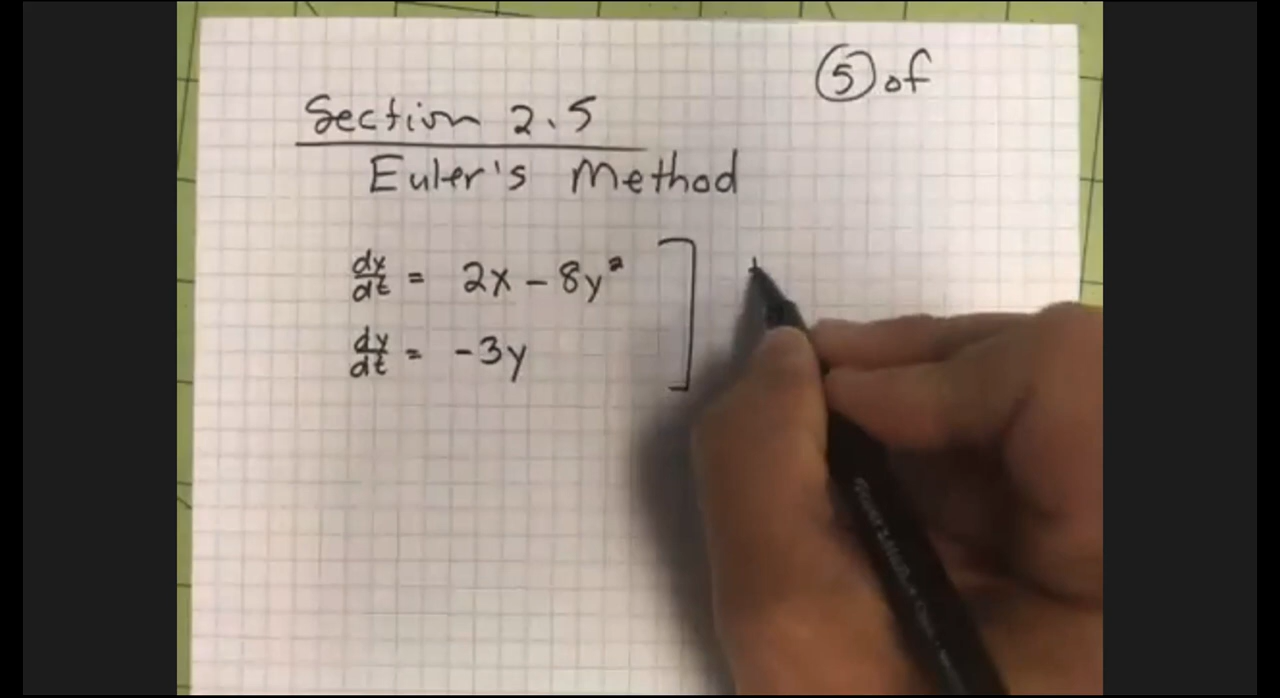 ⑤ of
Section 2.5
Euler's Method
dx/dt = 2x - 8y²
dy/dt = -3y